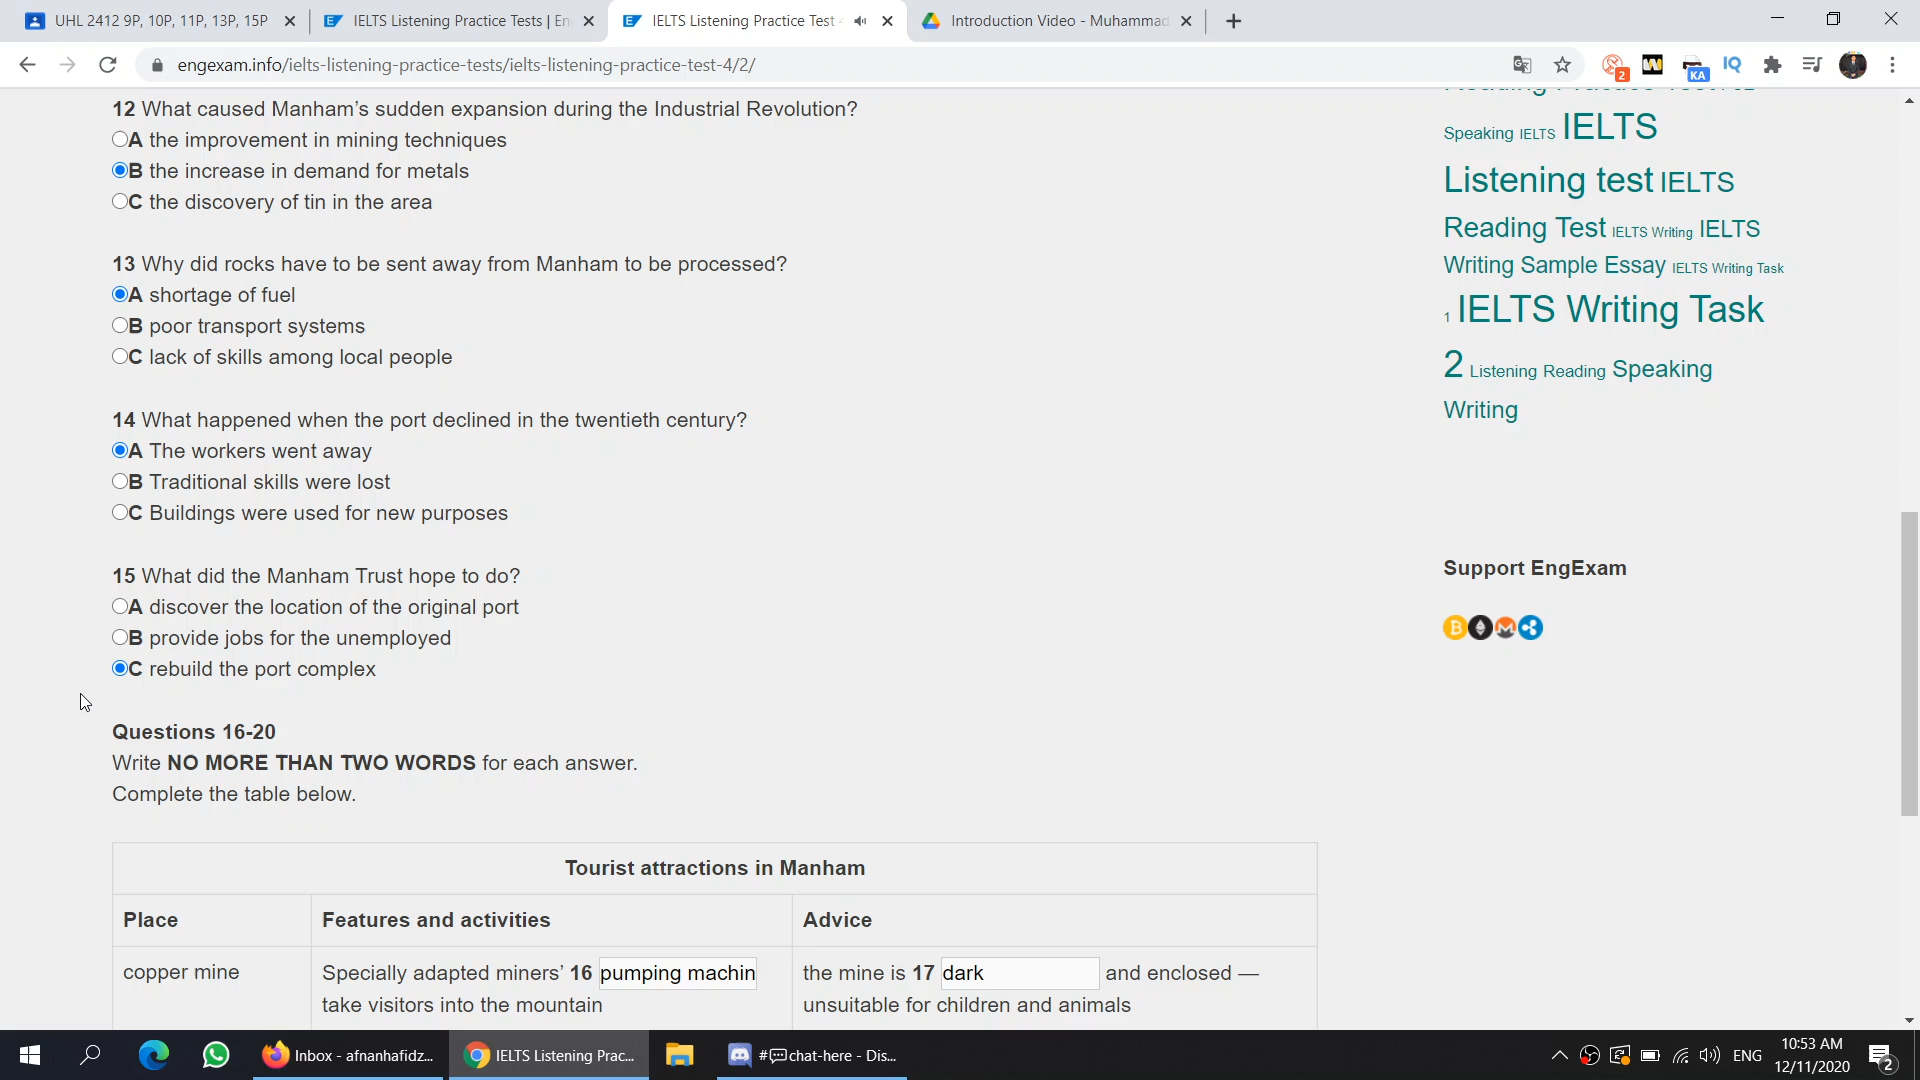 UHL 2412 9P, 10P, 11P, 13P, 15P
IELTS Listening Practice Tests | En
IELTS Listening Practice Test
Introduction Video - Muhammad
engexam.info/ielts-listening-practice-tests/ielts-listening-practice-test-4/2/
2
KA
IQ
12 What caused Manham's sudden expansion during the Industrial Revolution?
A the improvement in mining techniques
B the increase in demand for metals
C the discovery of tin in the area
13 Why did rocks have to be sent away from Manham to be processed?
A shortage of fuel
B poor transport systems
C lack of skills among local people
14 What happened when the port declined in the twentieth century?
A The workers went away
B Traditional skills were lost
C Buildings were used for new purposes
15 What did the Manham Trust hope to do?
A discover the location of the original port
B provide jobs for the unemployed
C rebuild the port complex
Questions 16-20
Write NO MORE THAN TWO WORDS for each answer.
Complete the table below.
Tourist attractions in Manham
Place
Features and activities
Advice
copper mine
Specially adapted miners' 16 pumping machin
take visitors into the mountain
the mine is 17 dark and enclosed —
unsuitable for children and animals
Speaking IELTS IELTS
Listening test IELTS
Reading Test IELTS Writing IELTS
Writing Sample Essay IELTS Writing Task
1 IELTS Writing Task
2 Listening Reading Speaking
Writing
Support EngExam
Inbox - afnanhafidz...
IELTS Listening Prac...
#💬chat-here - Dis...
ENG
10:53 AM
12/11/2020
2